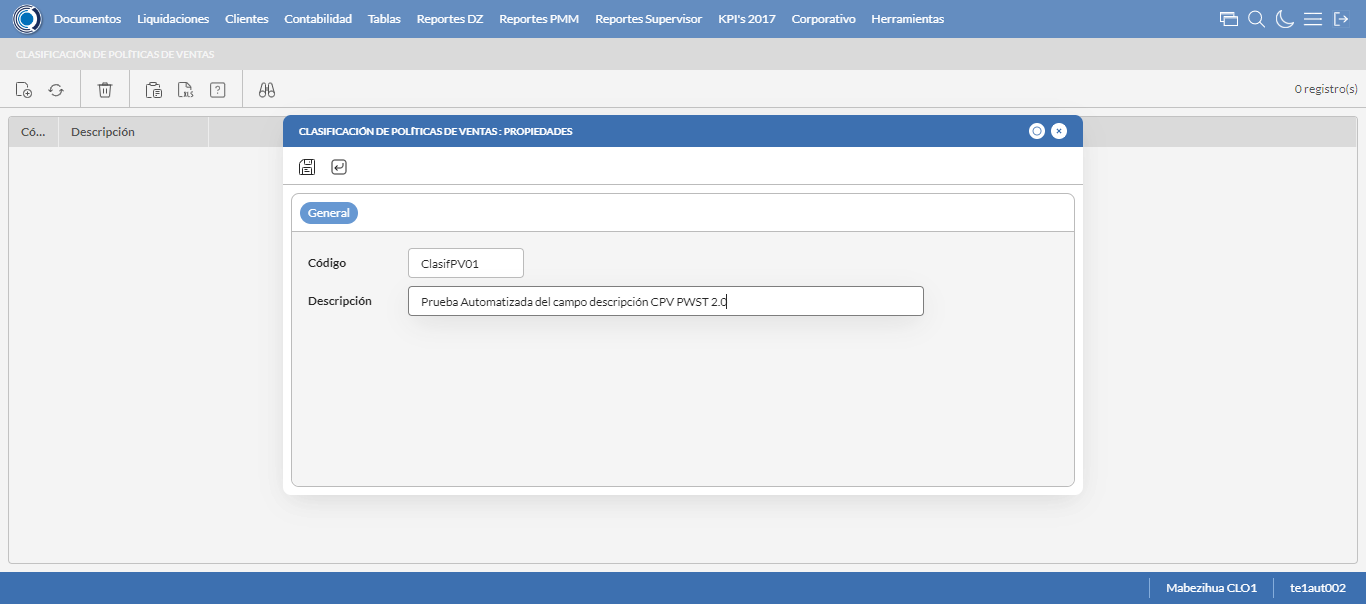 Documentos Liquidaciones Clientes Contabilidad Tablas Reportes DZ Reportes PMM Reportes Supervisor KPI's 2017 Corporativo Herramientas
CLASIFICACIÓN DE POLÍTICAS DE VENTAS
XLS ? 0 registro(s)
Có... Descripción
CLASIFICACIÓN DE POLÍTICAS DE VENTAS : PROPIEDADES
General
Código ClasifPV01
Descripción Prueba Automatizada del campo descripción CPV PWST 2.0
Mabezihua CLO1 te1aut002